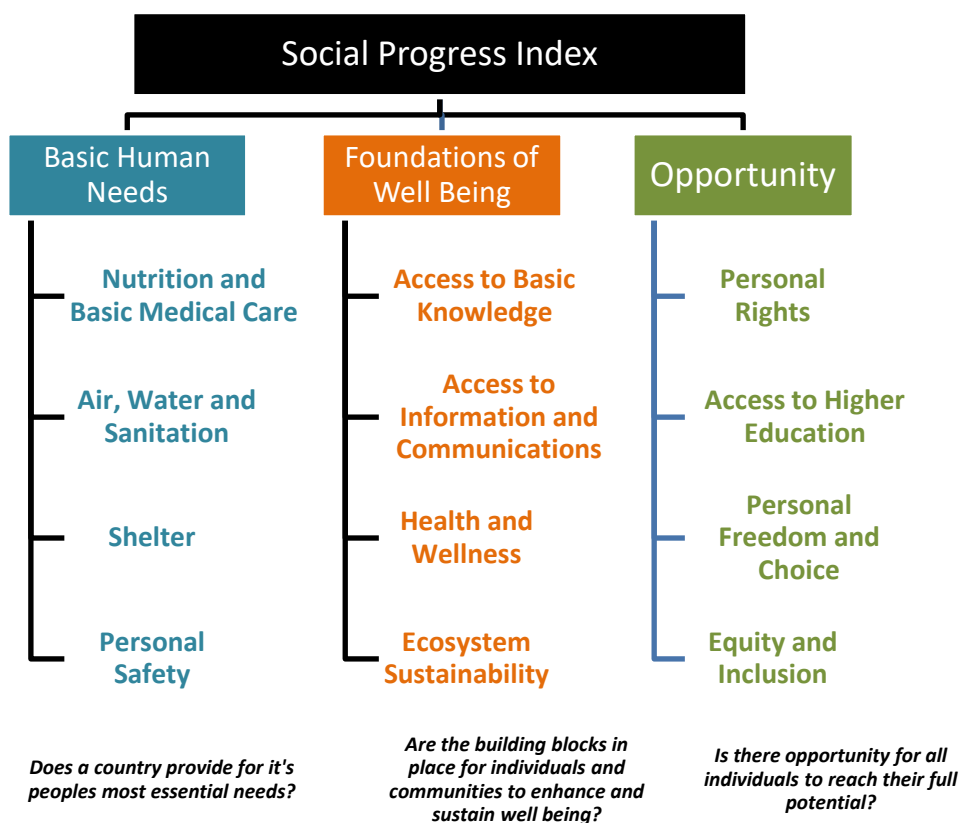 Social Progress Index
Basic Human
Needs
Nutrition and
Basic Medical Care
Air, Water and
Sanitation
Shelter
Personal
Safety
Does a country provide for it's
peoples most essential needs?
Foundations of
Well Being
Access to Basic
Knowledge
Access to
Information and
Communications
Health and
Wellness
Ecosystem
Sustainability
Are the building blocks in
place for individuals and
communities to enhance and
sustain well being?
Opportunity
Personal
Rights
Access to Higher
Education
Personal
Freedom and
Choice
Equity and
Inclusion
Is there opportunity for all
individuals to reach their full
potential?